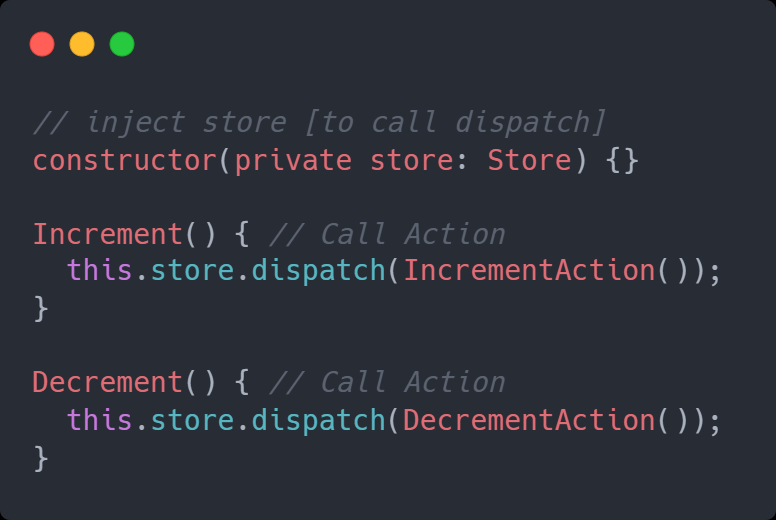 // inject store [to call dispatch]
constructor(private store: Store) {}
Increment() { // Call Action
this.store.dispatch(IncrementAction());
}
Decrement() { // Call Action
this.store.dispatch(DecrementAction());
}